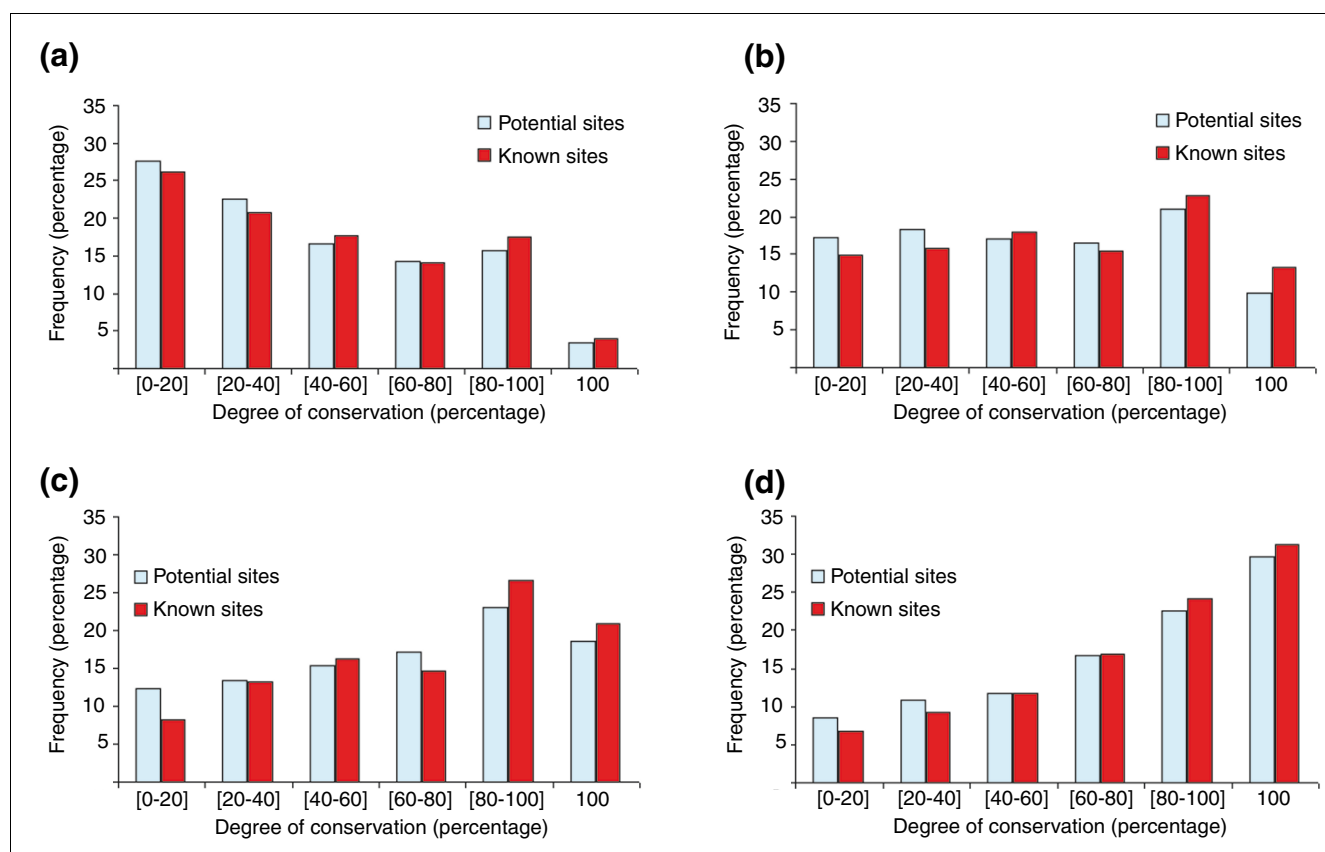 (a)
Frequency (percentage)
35
30
25
20
15
10
5
Potential sites
Known sites
[0-20] [20-40] [40-60] [60-80] [80-100] 100
Degree of conservation (percentage)
(b)
Frequency (percentage)
35
30
25
20
15
10
5
Potential sites
Known sites
[0-20] [20-40] [40-60] [60-80] [80-100] 100
Degree of conservation (percentage)
(c)
Frequency (percentage)
35
30
25
20
15
10
5
Potential sites
Known sites
[0-20] [20-40] [40-60] [60-80] [80-100] 100
Degree of conservation (percentage)
(d)
Frequency (percentage)
35
30
25
20
15
10
5
Potential sites
Known sites
[0-20] [20-40] [40-60] [60-80] [80-100] 100
Degree of conservation (percentage)